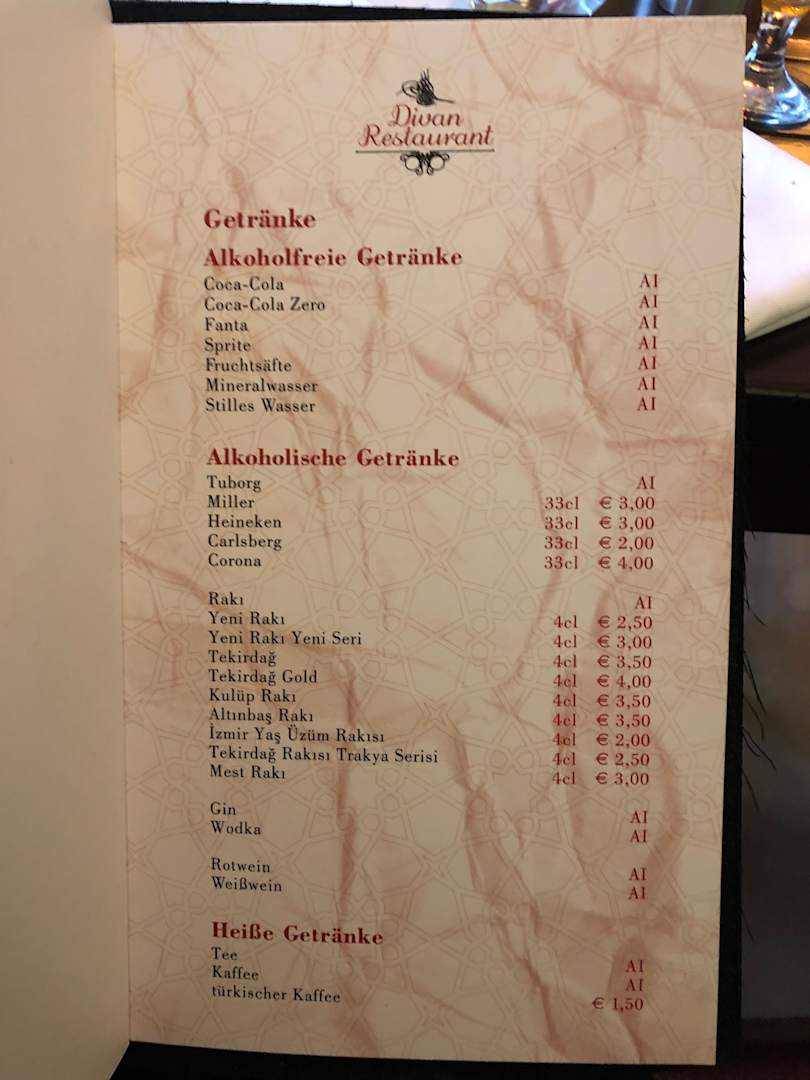 Divan
Restaurant
Getränke
Alkoholfreie Getränke
Coca-Cola AI
Coca-Cola Zero AI
Fanta AI
Sprite AI
Fruchtsäfte AI
Mineralwasser AI
Stilles Wasser AI
Alkoholische Getränke
Tuborg AI
Miller 33cl € 3,00
Heineken 33cl € 3,00
Carlsberg 33cl € 2,00
Corona 33cl € 4,00
Rakı AI
Yeni Rakı 4cl € 2,50
Yeni Rakı Yeni Seri 4cl € 3,00
Tekirdağ 4cl € 3,50
Tekirdağ Gold 4cl € 4,00
Kulüp Rakı 4cl € 3,50
Altınbaş Rakı 4cl € 3,50
İzmir Yaş Üzüm Rakısı 4cl € 2,00
Tekirdağ Rakısı Trakya Serisi 4cl € 2,50
Mest Rakı 4cl € 3,00
Gin AI
Wodka AI
Rotwein AI
Weißwein AI
Heiße Getränke
Tee AI
Kaffee AI
türkischer Kaffee € 1,50